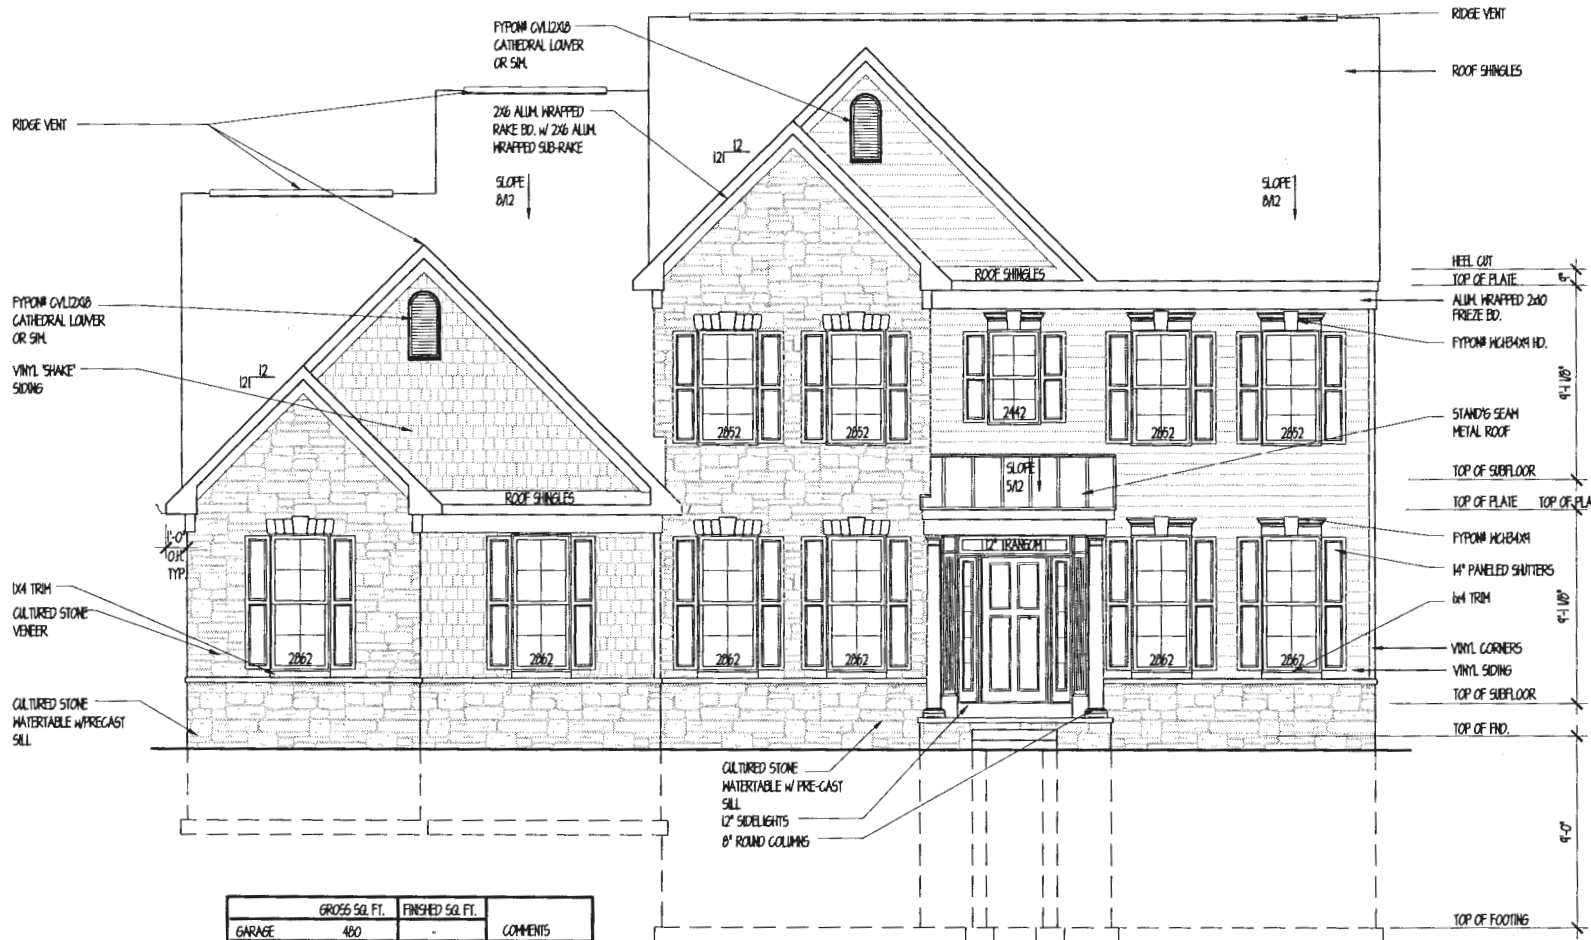 RIDGE VENT
FYPON# CVL12X18
CATHEDRAL LOUVER
OR SIM.
2X6 ALUM. WRAPPED
RAKE BD. W/ 2X6 ALUM.
WRAPPED SUB-RAKE
SLOPE
8/12
12
12
FYPON# CVL12X18
CATHEDRAL LOUVER
OR SIM.
VINYL "SHAKE"
SIDING
12
12
ROOF SHINGLES
1'-0"
O.H.
TYP.
1X4 TRIM
CULTURED STONE
VENEER
CULTURED STONE
WATERTABLE W/PRECAST
SILL
2862
2862
2862
2862
2852
2852
2442
2852
2852
2862
2862
ROOF SHINGLES
SLOPE
5/12
12" TRANSOM
SLOPE
8/12
RIDGE VENT
ROOF SHINGLES
HEEL CUT
TOP OF PLATE
ALUM. WRAPPED 2x10
FRIEZE BD.
FYPON# HCH34X9 HD.
9'-1 1/8"
STAND'G SEAM
METAL ROOF
TOP OF SUBFLOOR
TOP OF PLATE
TOP OF PLA
FYPON# HCH34X9
14" PANELED SHUTTERS
1x4 TRIM
9'-1 1/8"
VINYL CORNERS
VINYL SIDING
TOP OF SUBFLOOR
TOP OF FND.
9'-0"
TOP OF FOOTING
CULTURED STONE
WATERTABLE W/ PRE-CAST
SILL
12" SIDELIGHTS
8" ROUND COLUMNS
GROSS SQ. FT. FINISHED SQ. FT.
GARAGE 480 - COMMENTS